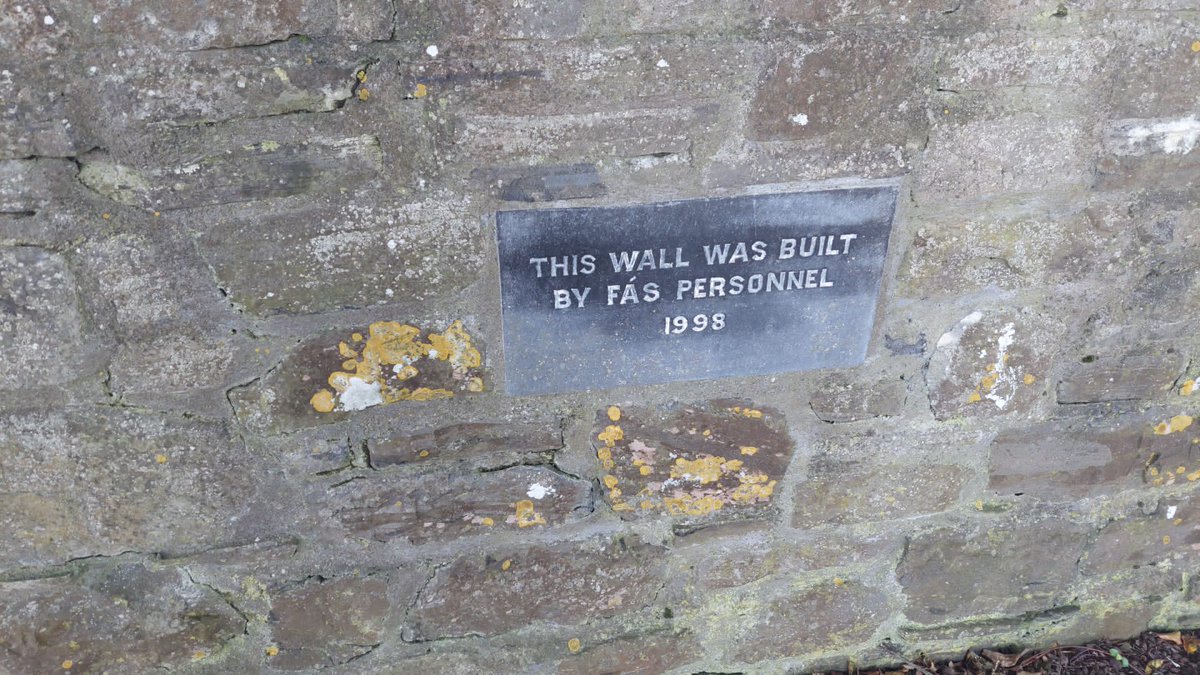 THIS WALL WAS BUILT
BY FÁS PERSONNEL
1998